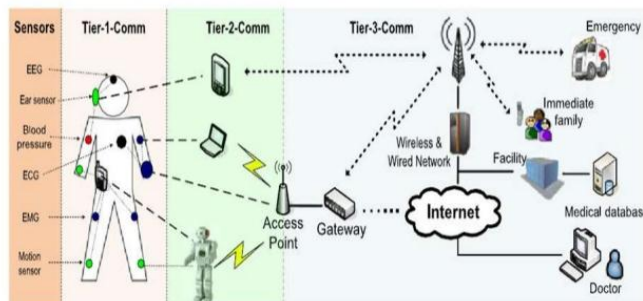 Sensors
Tier-1-Comm
Tier-2-Comm
Tier-3-Comm
EEG
Ear sensor
Blood
pressure
ECG
EMG
Motion
sensor
Access
Point
Gateway
Wireless &
Wired Network
Internet
Emergency
Immediate
family
Facility
Medical databas
Doctor